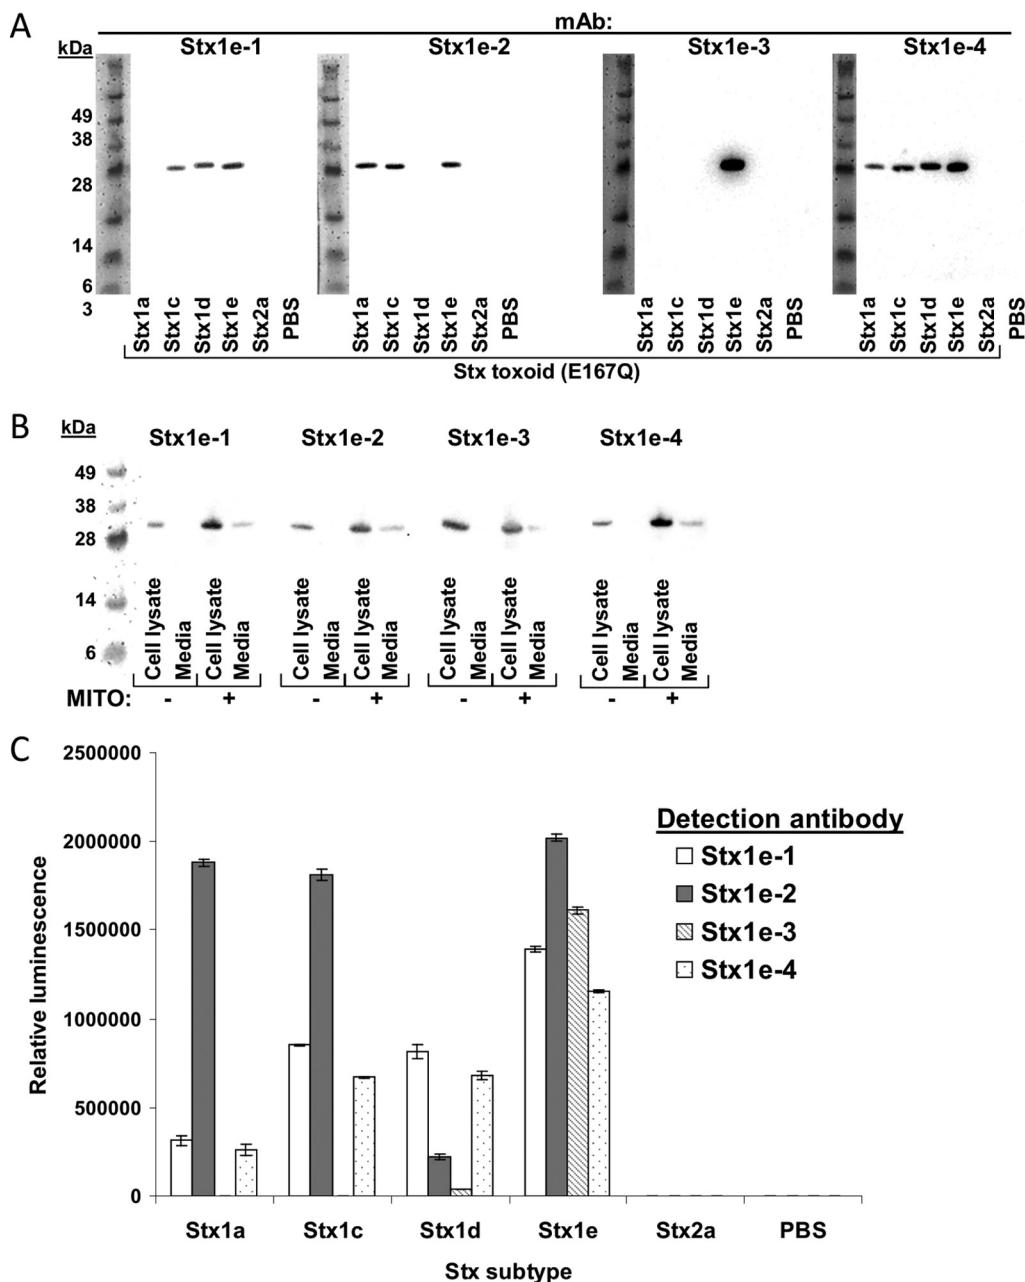 A
mAb:
kDa Stx1e-1 Stx1e-2 Stx1e-3 Stx1e-4
49
38
28
14
6
3
Stx1a Stx1c Stx1d Stx1e Stx2a PBS Stx1a Stx1c Stx1d Stx1e Stx2a PBS Stx1a Stx1c Stx1d Stx1e Stx2a PBS Stx1a Stx1c Stx1d Stx1e Stx2a PBS
Stx toxoid (E167Q)
B
kDa Stx1e-1 Stx1e-2 Stx1e-3 Stx1e-4
49
38
28
14
6
Cell lysate Media Cell lysate Media Cell lysate Media Cell lysate Media Cell lysate Media Cell lysate Media Cell lysate Media Cell lysate Media
MITO: - + - + - + - +
C
2500000
2000000
1500000
1000000
500000
0
Relative luminescence
Detection antibody
Stx1e-1
Stx1e-2
Stx1e-3
Stx1e-4
Stx1a Stx1c Stx1d Stx1e Stx2a PBS
Stx subtype